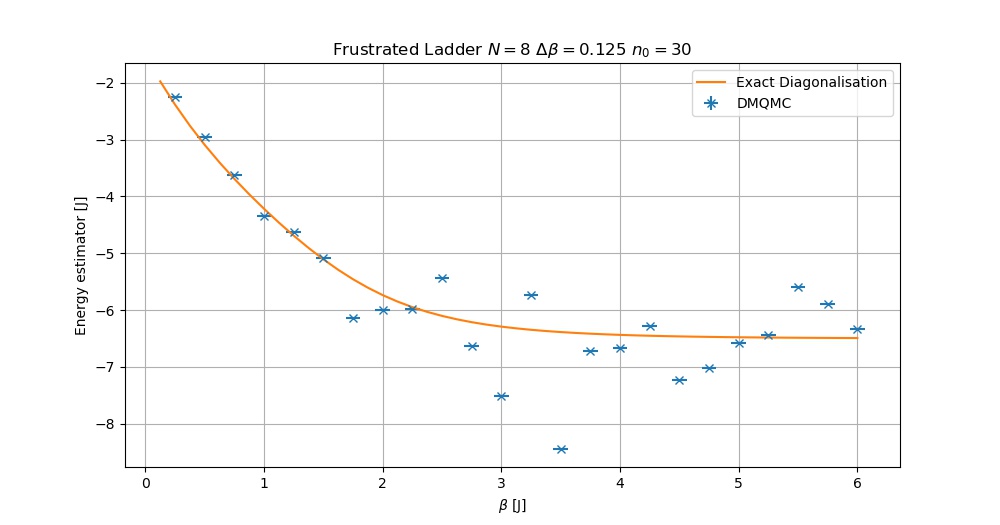 Frustrated Ladder N = 8 Δβ = 0.125 n₀ = 30
Exact Diagonalisation
DMQMC
Energy estimator [J]
−2
−3
−4
−5
−6
−7
−8
0 1 2 3 4 5 6
β [J]